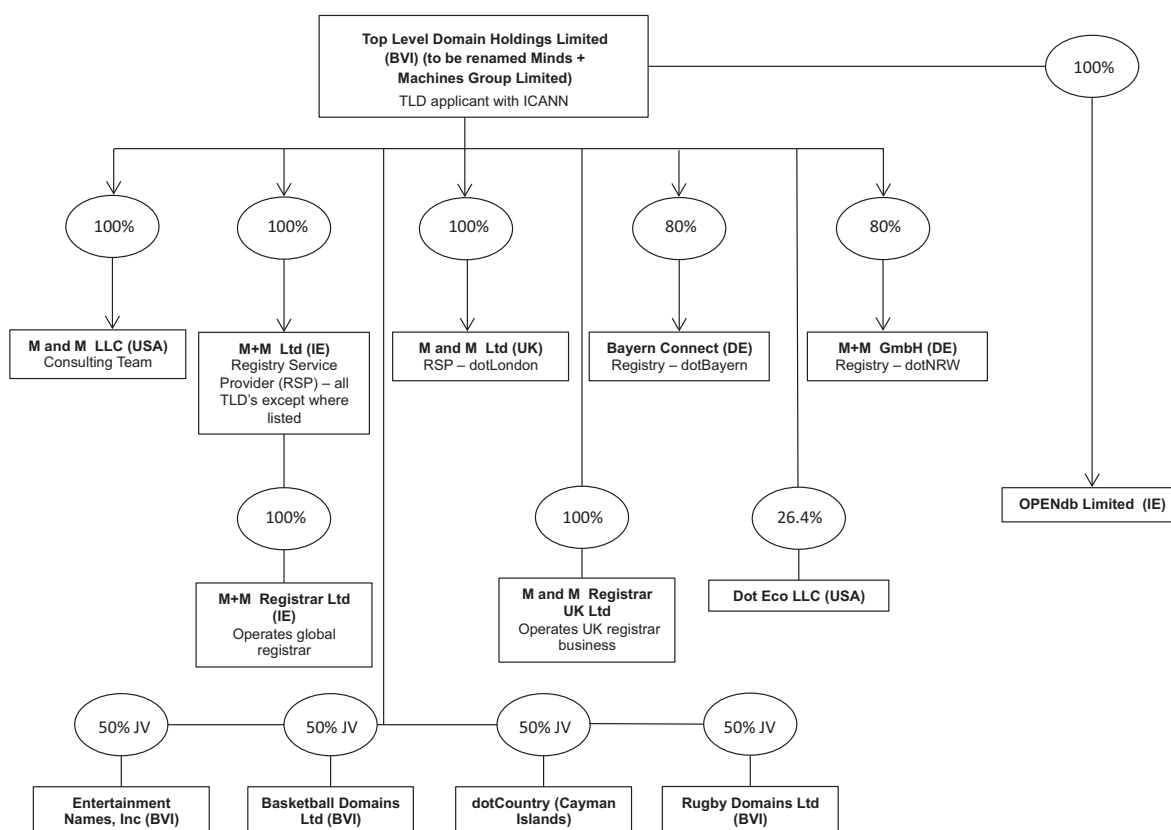 Top Level Domain Holdings Limited
(BVI) (to be renamed Minds +
Machines Group Limited)
TLD applicant with ICANN
100%
100%
100%
100%
80%
80%
M and M LLC (USA)
Consulting Team
M+M Ltd (IE)
Registry Service
Provider (RSP) – all
TLD's except where
listed
M and M Ltd (UK)
RSP – dotLondon
Bayern Connect (DE)
Registry – dotBayern
M+M GmbH (DE)
Registry – dotNRW
OPENdb Limited (IE)
100%
100%
26.4%
M+M Registrar Ltd
(IE)
Operates global
registrar
M and M Registrar
UK Ltd
Operates UK registrar
business
Dot Eco LLC (USA)
50% JV
50% JV
50% JV
50% JV
Entertainment
Names, Inc (BVI)
Basketball Domains
Ltd (BVI)
dotCountry (Cayman
Islands)
Rugby Domains Ltd
(BVI)